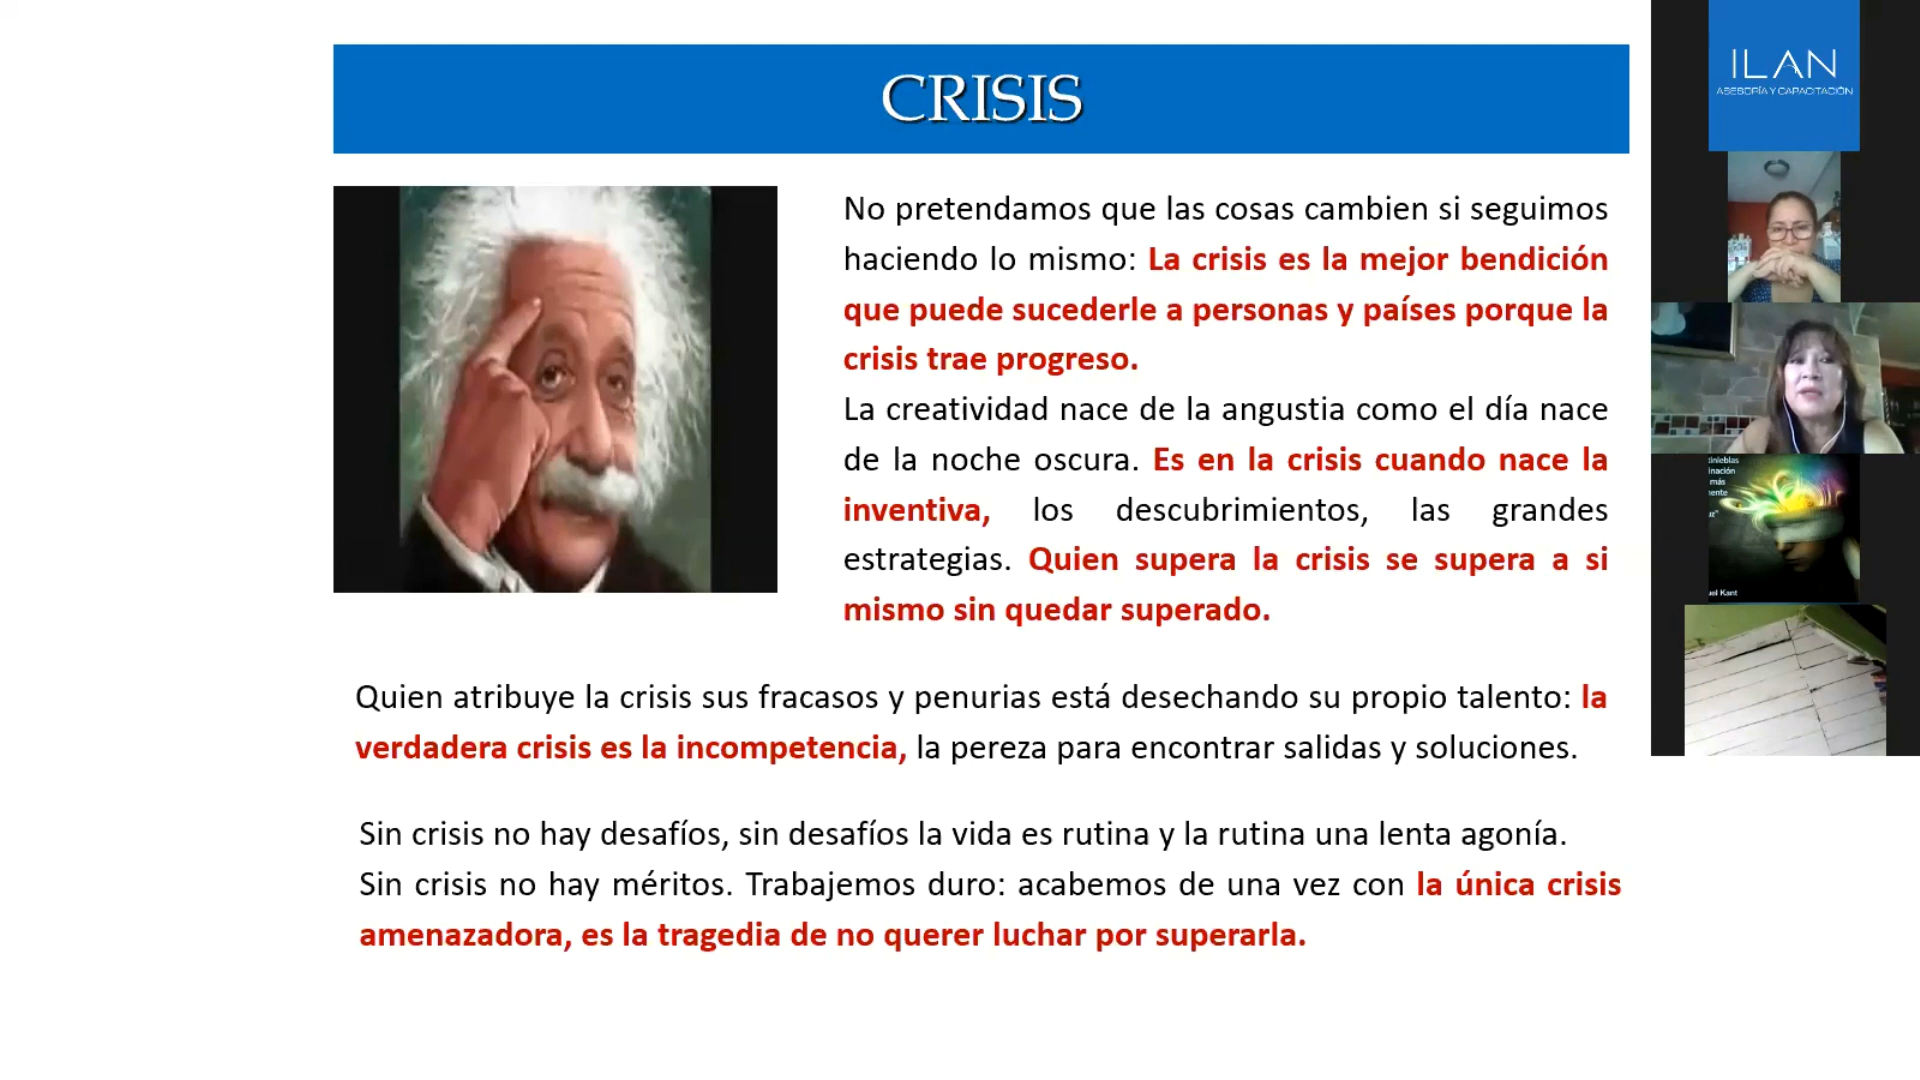 CRISIS
No pretendamos que las cosas cambien si seguimos
haciendo lo mismo: La crisis es la mejor bendición
que puede sucederle a personas y países porque la
crisis trae progreso.
La creatividad nace de la angustia como el día nace
de la noche oscura. Es en la crisis cuando nace la
inventiva, los descubrimientos, las grandes
estrategias. Quien supera la crisis se supera a si
mismo sin quedar superado.
Quien atribuye la crisis sus fracasos y penurias está desechando su propio talento: la
verdadera crisis es la incompetencia, la pereza para encontrar salidas y soluciones.
Sin crisis no hay desafíos, sin desafíos la vida es rutina y la rutina una lenta agonía.
Sin crisis no hay méritos. Trabajemos duro: acabemos de una vez con la única crisis
amenazadora, es la tragedia de no querer luchar por superarla.
ILAN
ASESORÍA Y CAPACITACIÓN
tinieblas
inación
más
nente
uz"
uel Kant